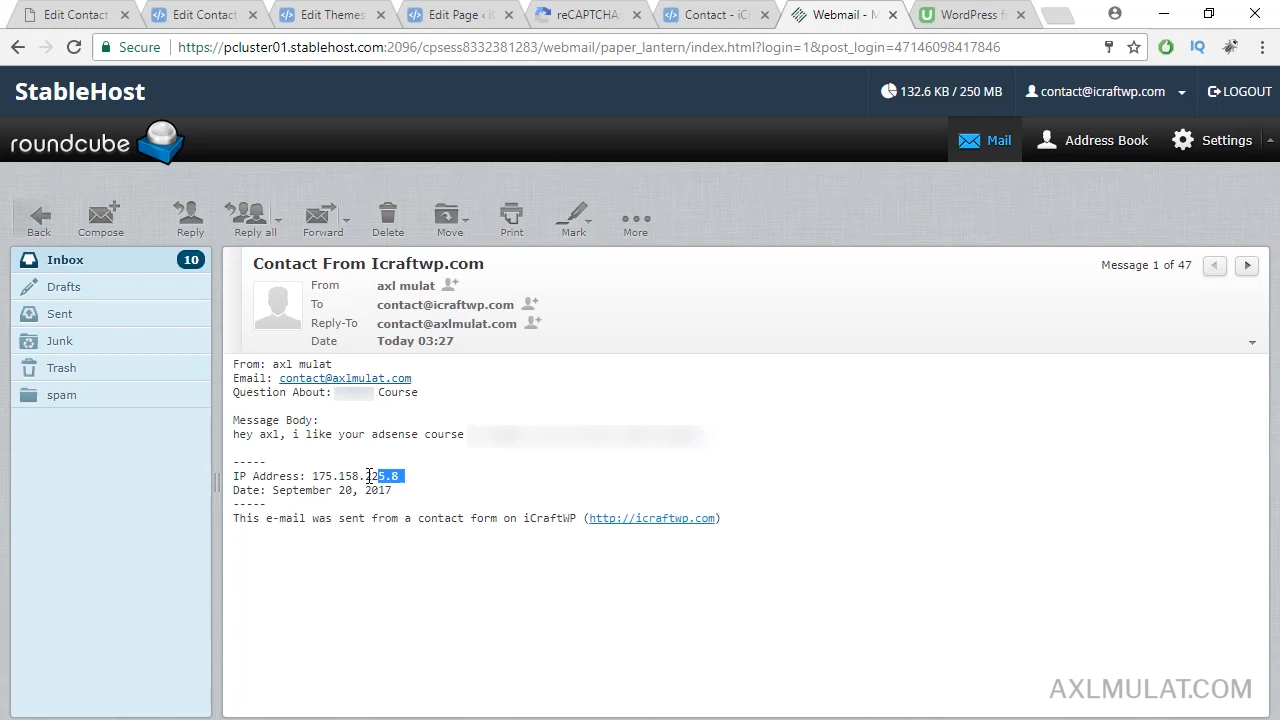 Edit Contact
Edit Contact
Edit Themes
Edit Page ‹ iC
reCAPTCHA
Contact - iCr
Webmail - M
WordPress f
Secure https://pcluster01.stablehost.com:2096/cpsess8332381283/webmail/paper_lantern/index.html?login=1&post_login=47146098417846
IQ
StableHost
132.6 KB / 250 MB
contact@icraftwp.com
LOGOUT
roundcube
Mail
Address Book
Settings
Back
Compose
Reply
Reply all
Forward
Delete
Move
Print
Mark
More
Inbox 10
Drafts
Sent
Junk
Trash
spam
Contact From Icraftwp.com
Message 1 of 47
From axl mulat
To contact@icraftwp.com
Reply-To contact@axlmulat.com
Date Today 03:27
From: axl mulat
Email: contact@axlmulat.com
Question About: Course
Message Body:
hey axl, i like your adsense course
-----
IP Address: 175.158.225.8
Date: September 20, 2017
-----
This e-mail was sent from a contact form on iCraftWP (http://icraftwp.com)
AXLMULAT.COM